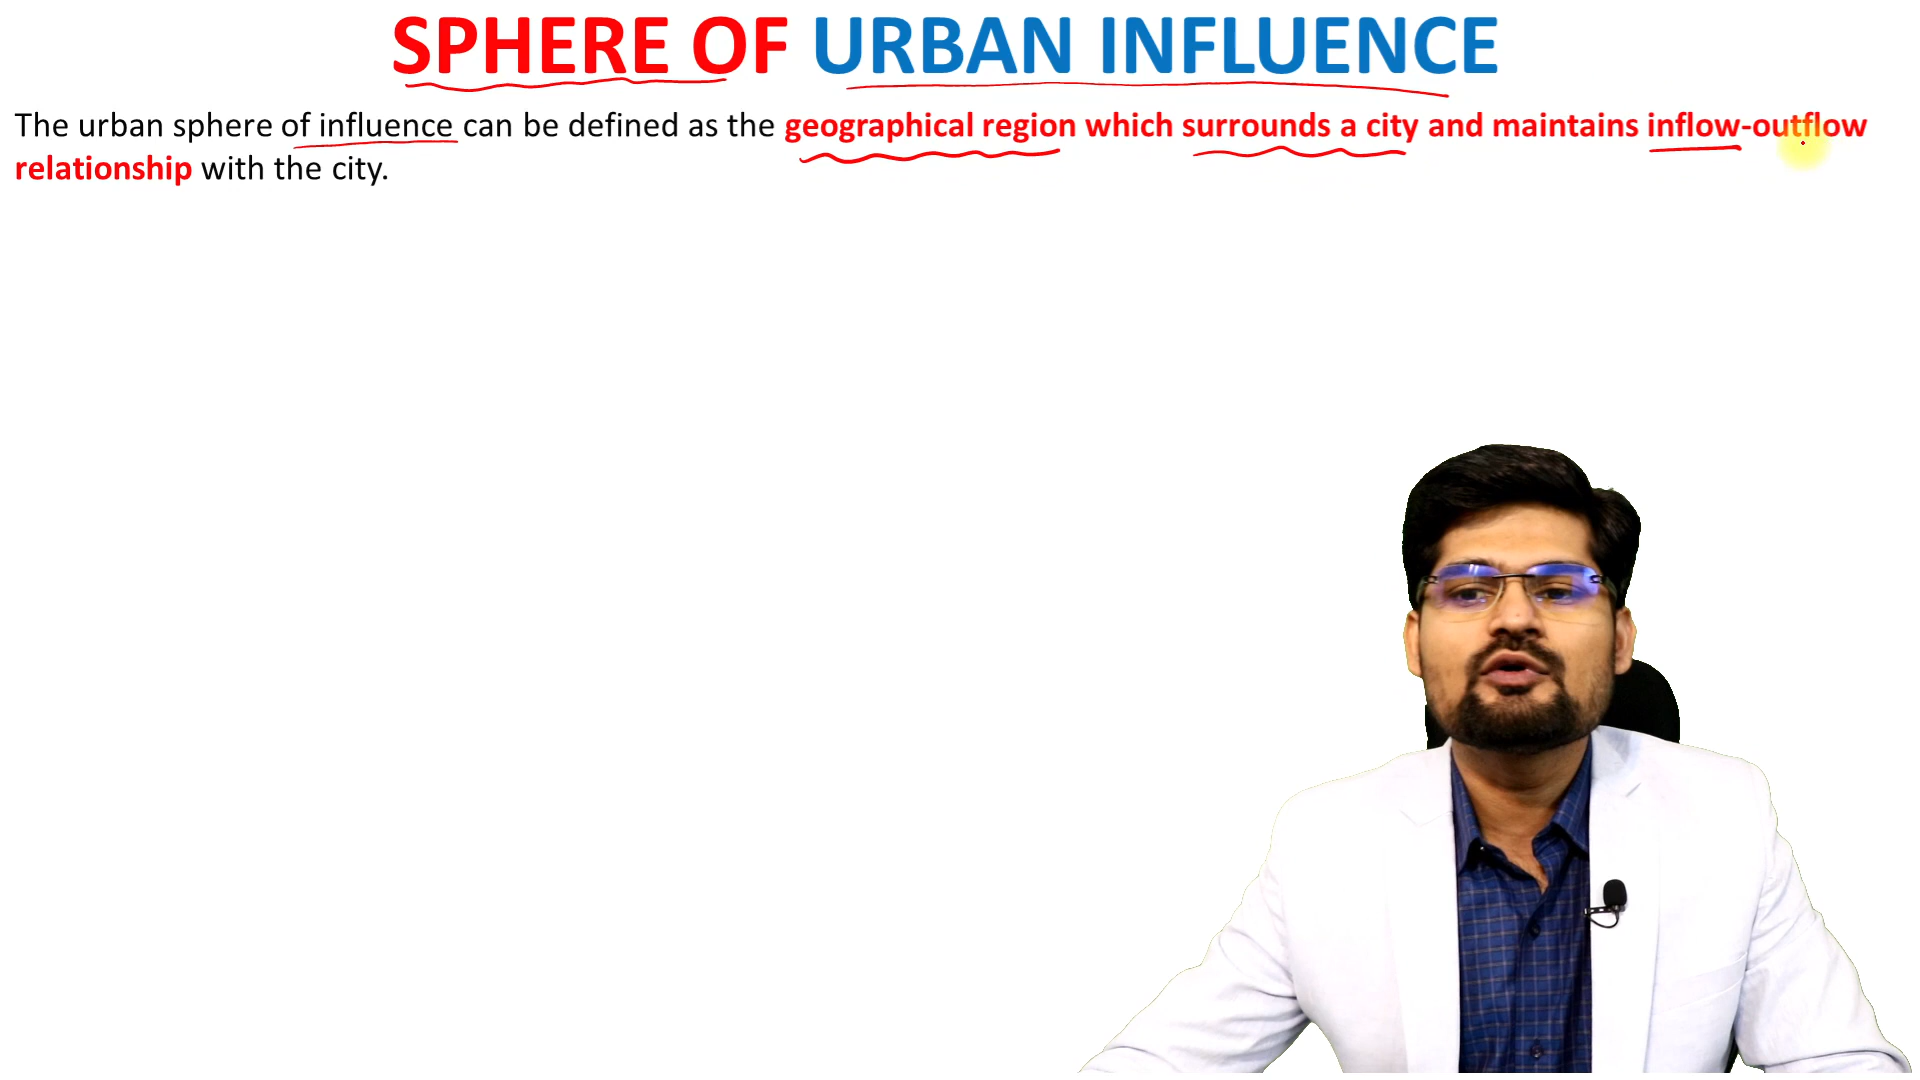 SPHERE OF URBAN INFLUENCE
The urban sphere of influence can be defined as the geographical region which surrounds a city and maintains inflow-outflow
relationship with the city.